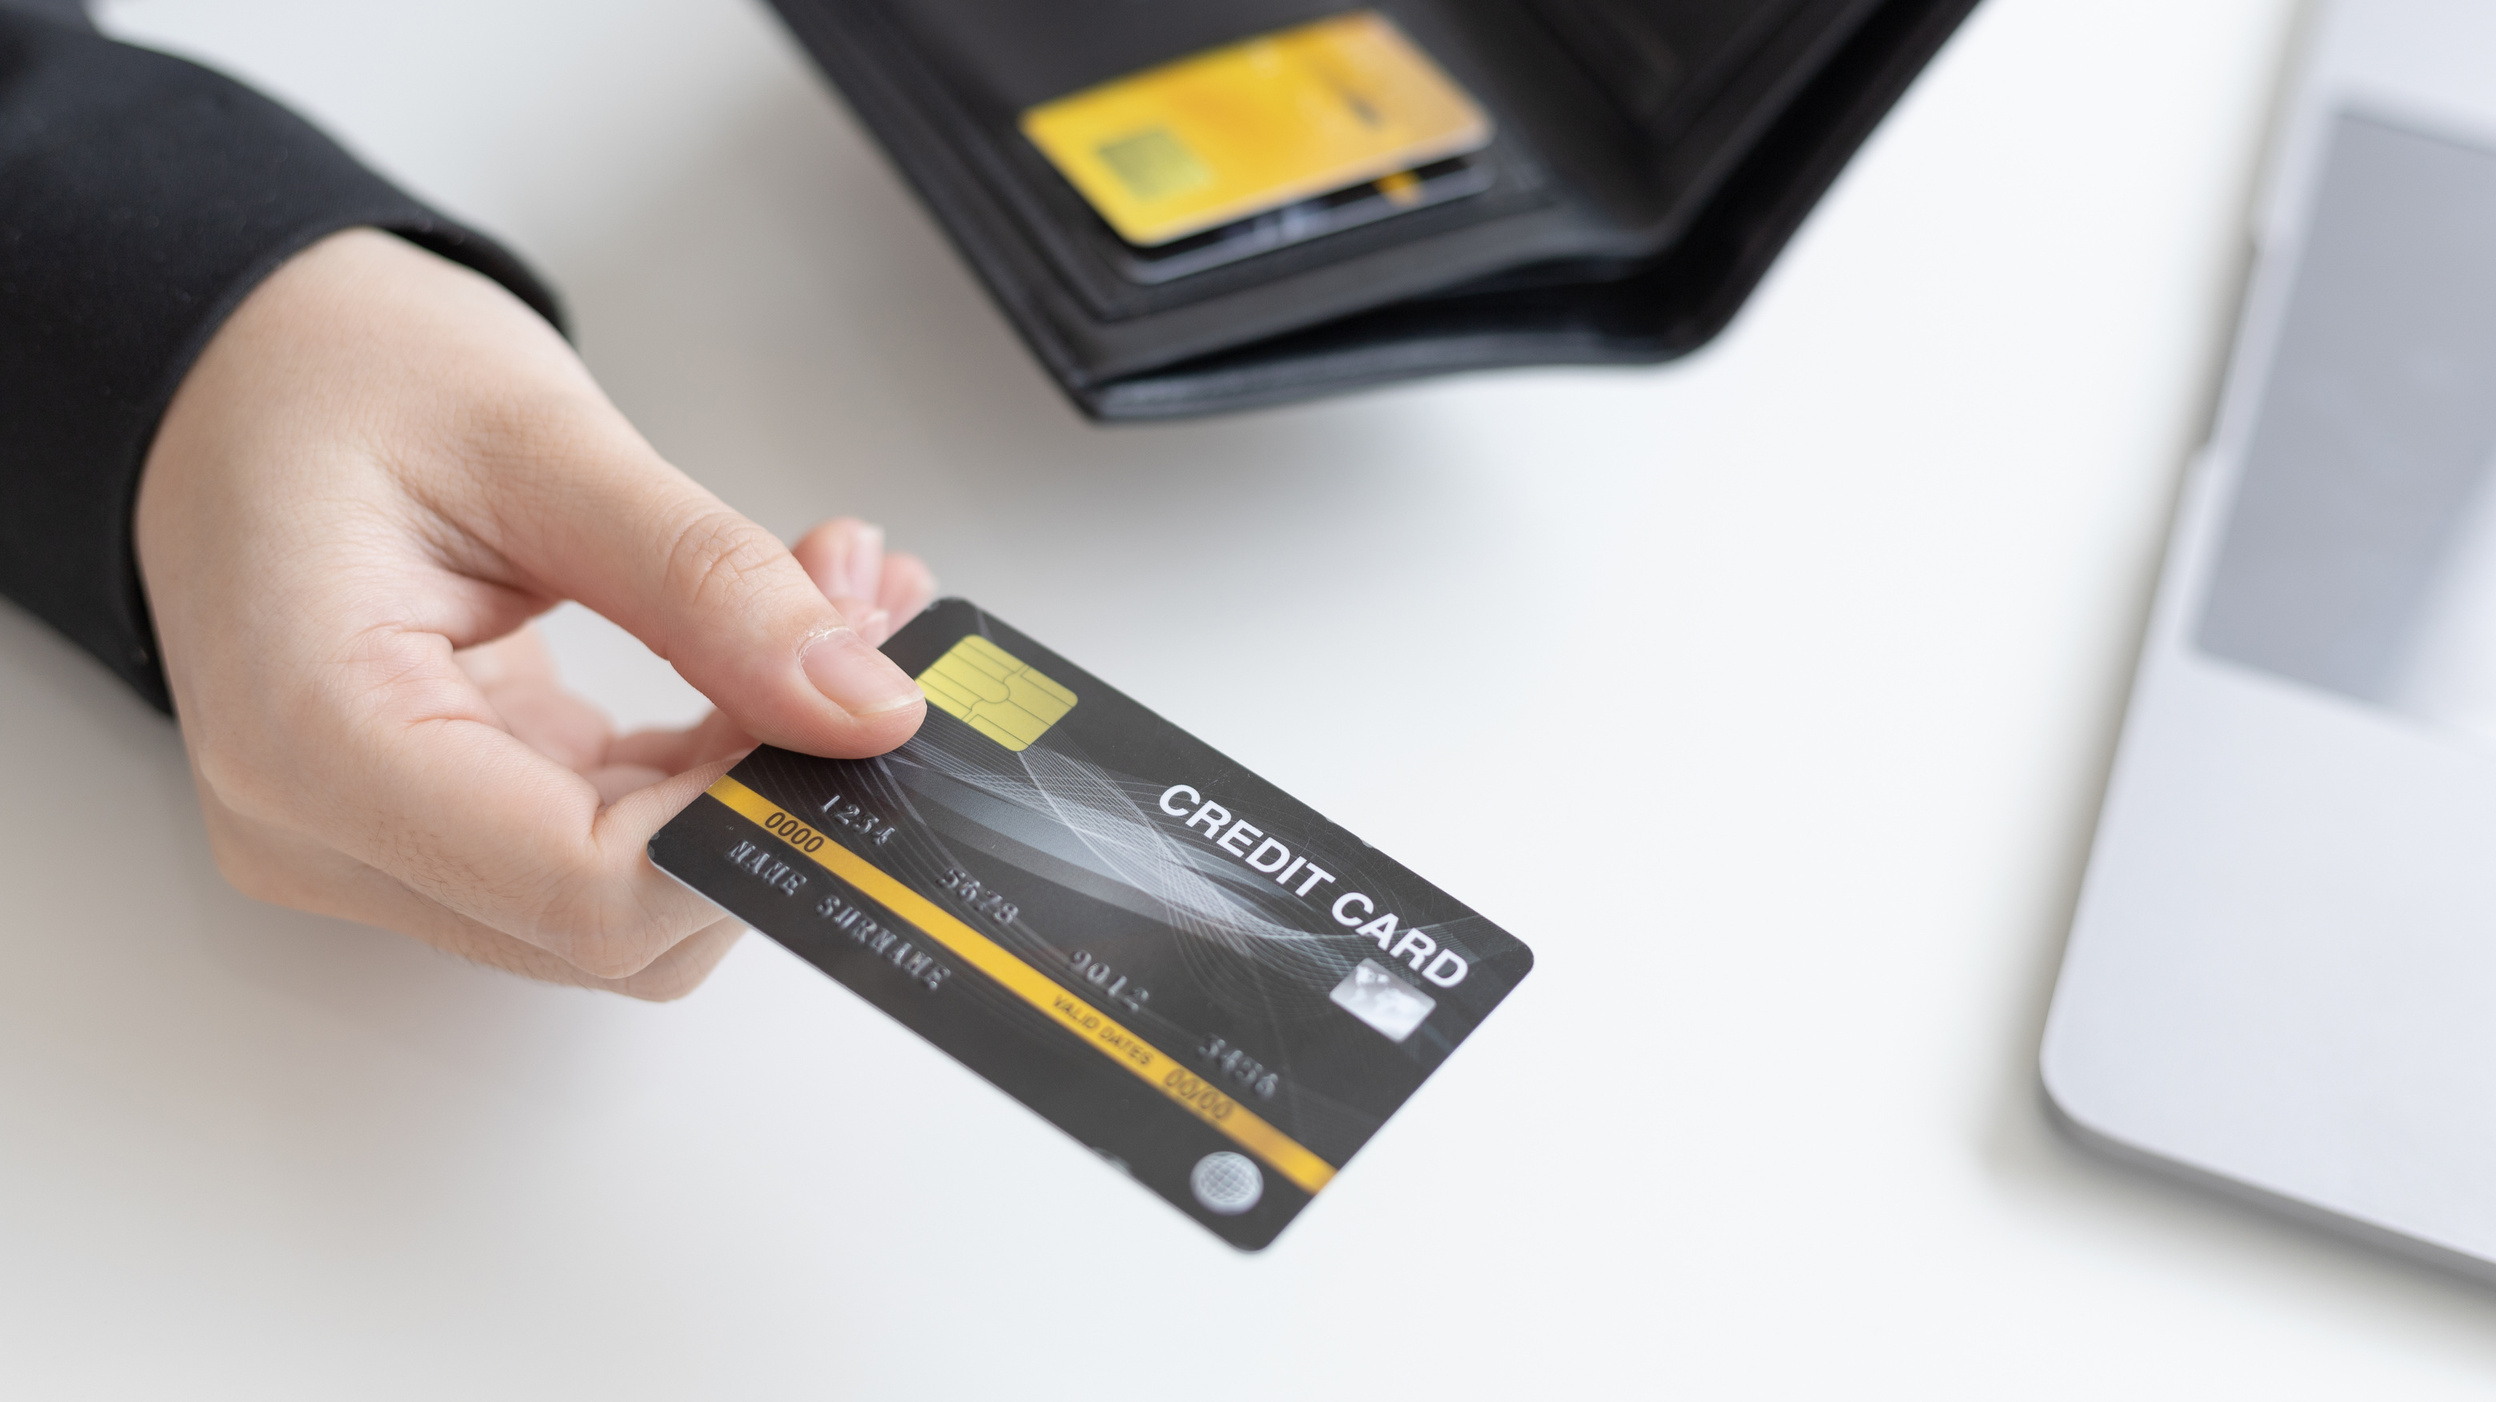 CREDIT CARD
1234 5678 9012 3456
0000 VALID DATES 00/00
NAME SURNAME